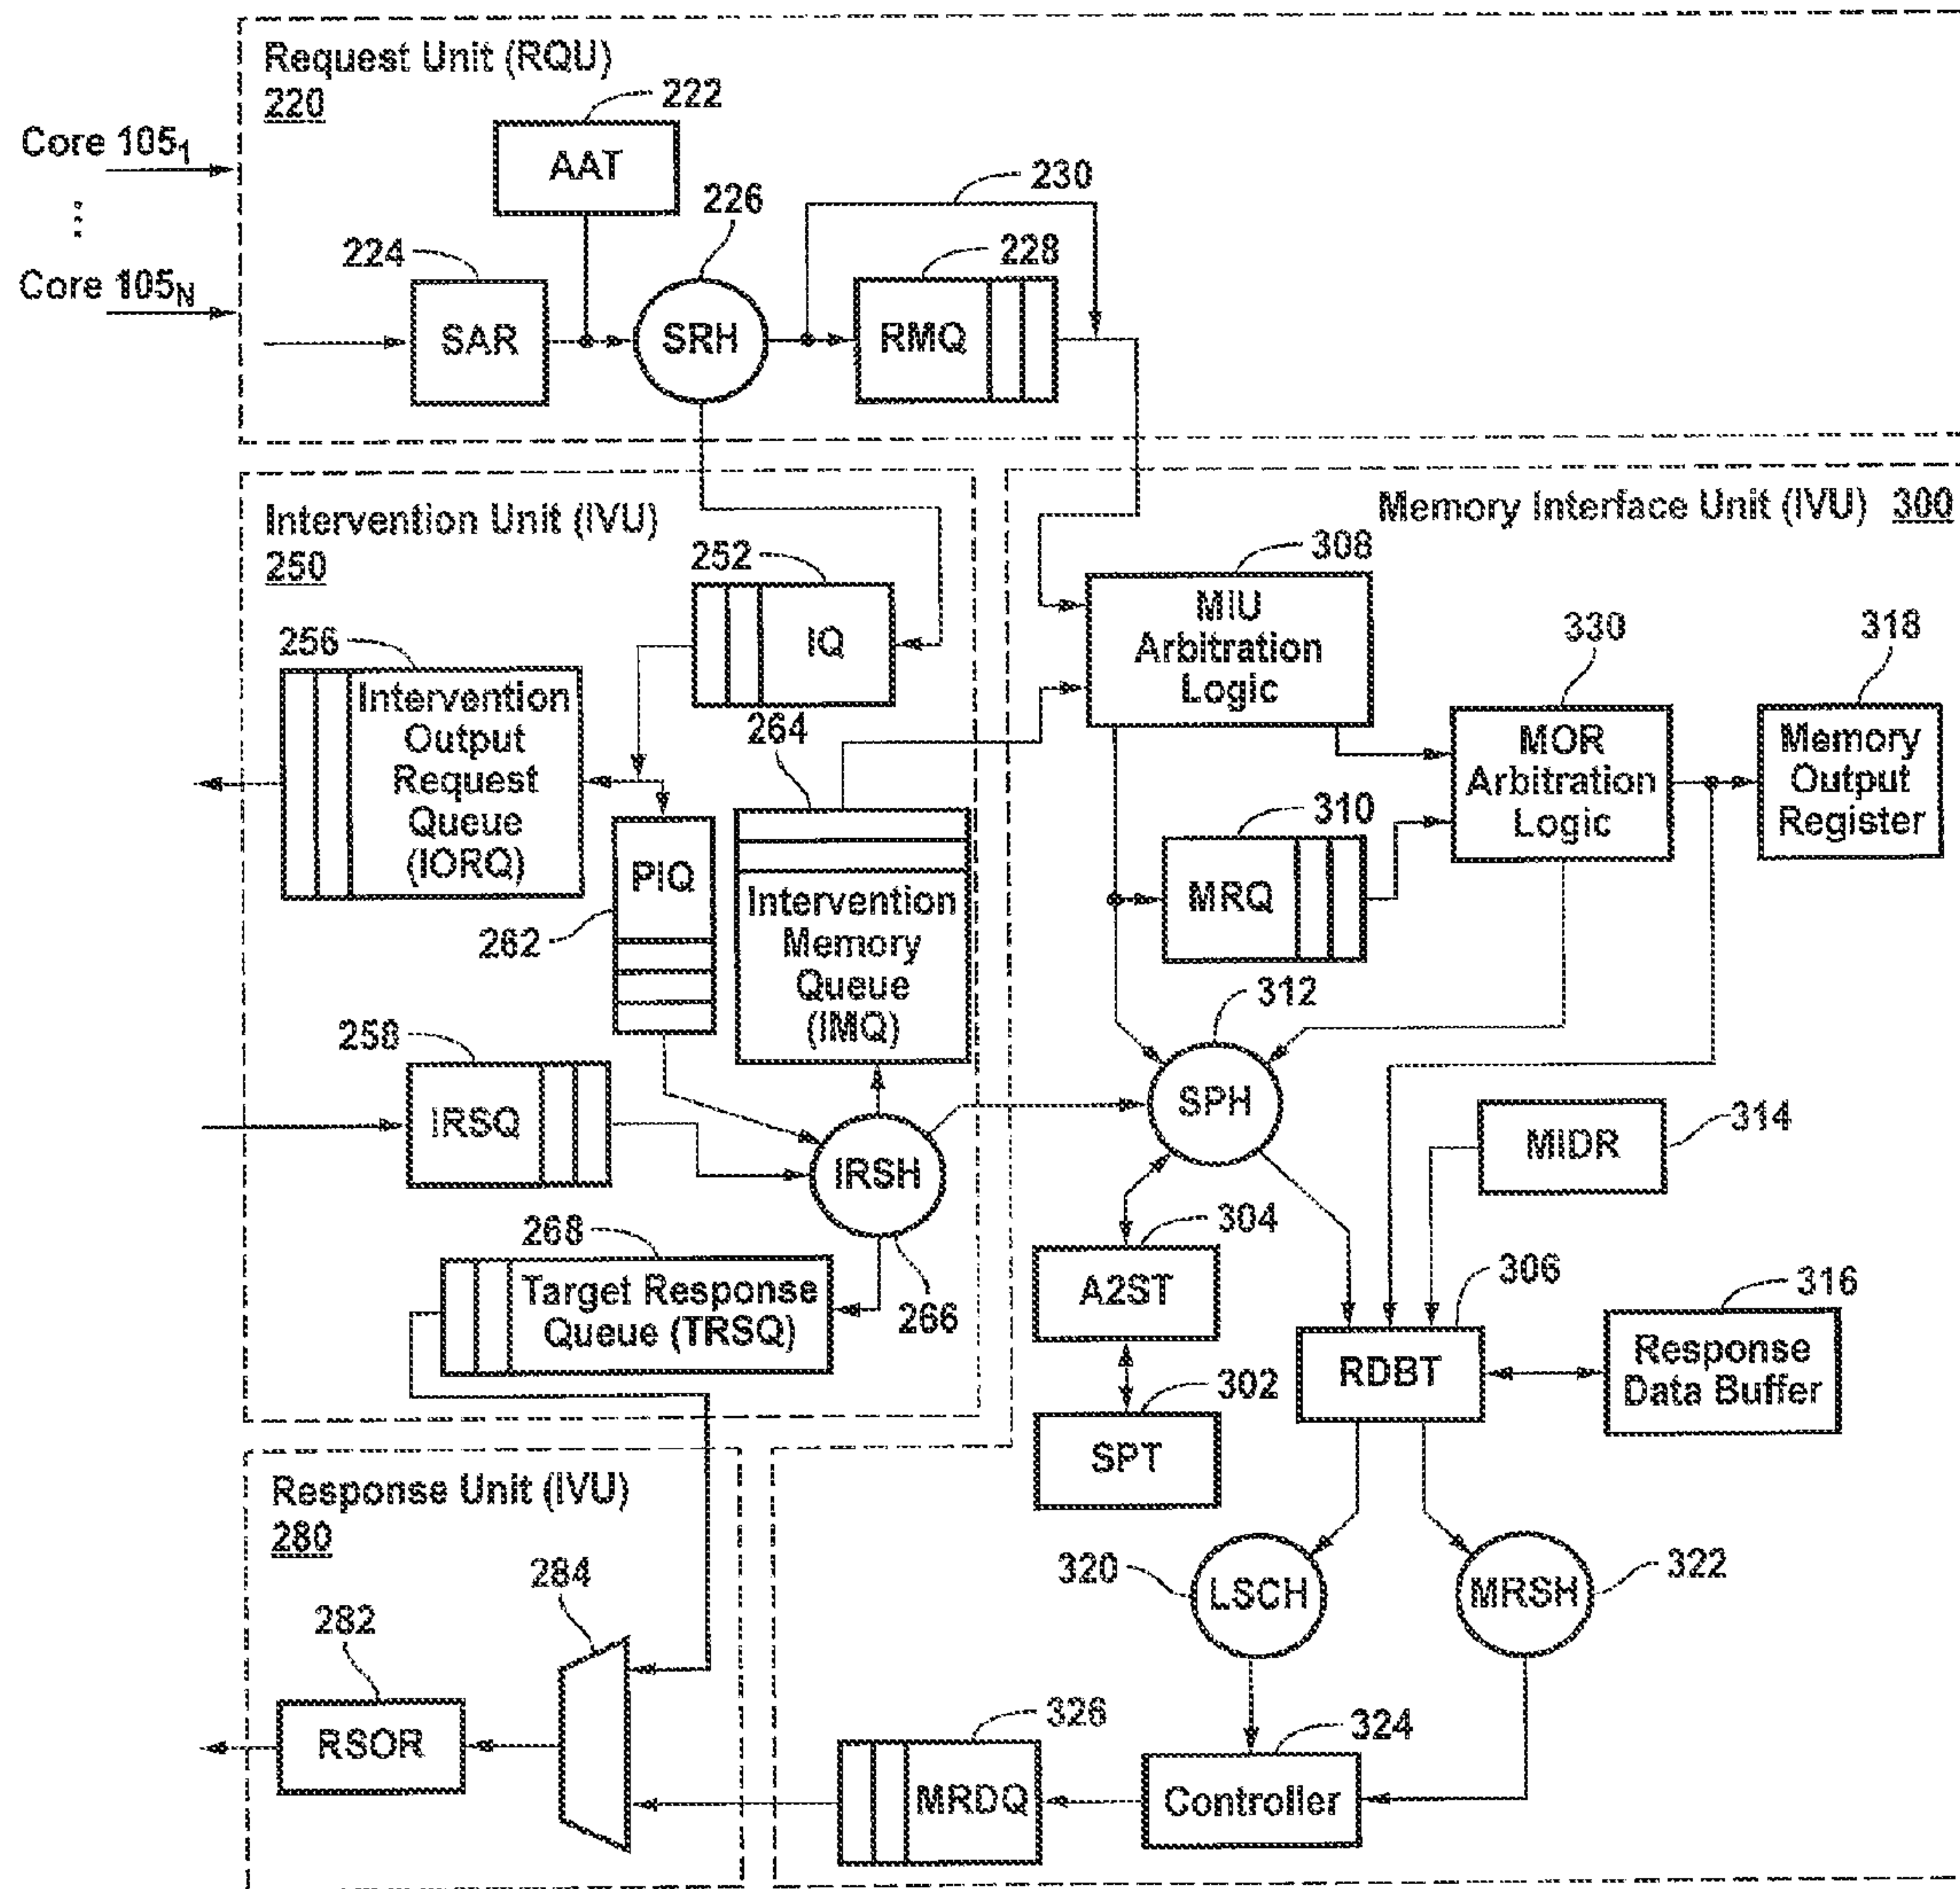 Request Unit (RQU)
220
222
AAT
Core 105₁
⋮
Core 105N
224
SAR
226
SRH
230
228
RMQ
Intervention Unit (IVU)
250
252
IQ
256
Intervention
Output
Request
Queue
(IORQ)
264
PIQ
262
Intervention
Memory
Queue
(IMQ)
258
IRSQ
IRSH
266
268
Target Response
Queue (TRSQ)
Memory Interface Unit (IVU) 300
308
MIU
Arbitration
Logic
330
MOR
Arbitration
Logic
318
Memory
Output
Register
310
MRQ
312
SPH
MIDR
314
304
A2ST
302
SPT
306
RDBT
316
Response
Data Buffer
320
LSCH
MRSH
322
324
Controller
326
MRDQ
Response Unit (IVU)
280
284
282
RSOR